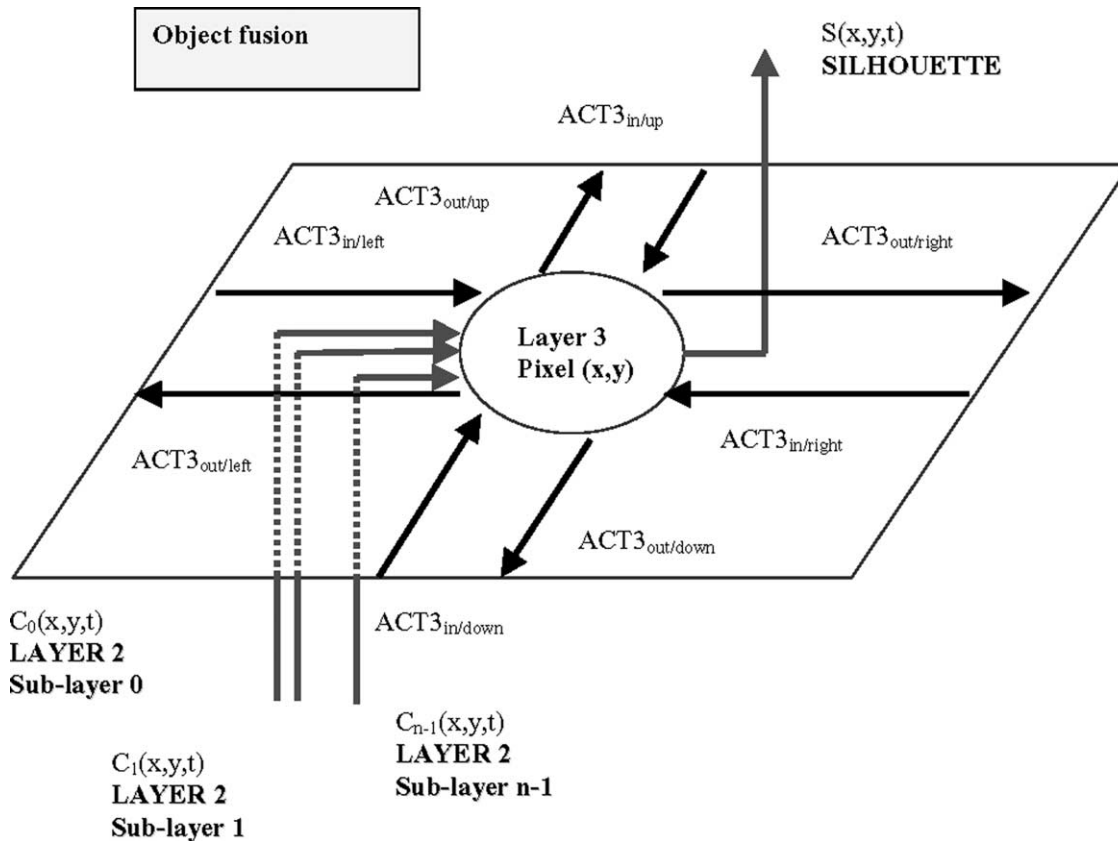 Object fusion
S(x,y,t)
SILHOUETTE
ACT3in/up
ACT3out/up
ACT3in/left
ACT3out/right
Layer 3
Pixel (x,y)
ACT3out/left
ACT3in/right
ACT3out/down
ACT3in/down
C0(x,y,t)
LAYER 2
Sub-layer 0
C1(x,y,t)
LAYER 2
Sub-layer 1
Cn-1(x,y,t)
LAYER 2
Sub-layer n-1